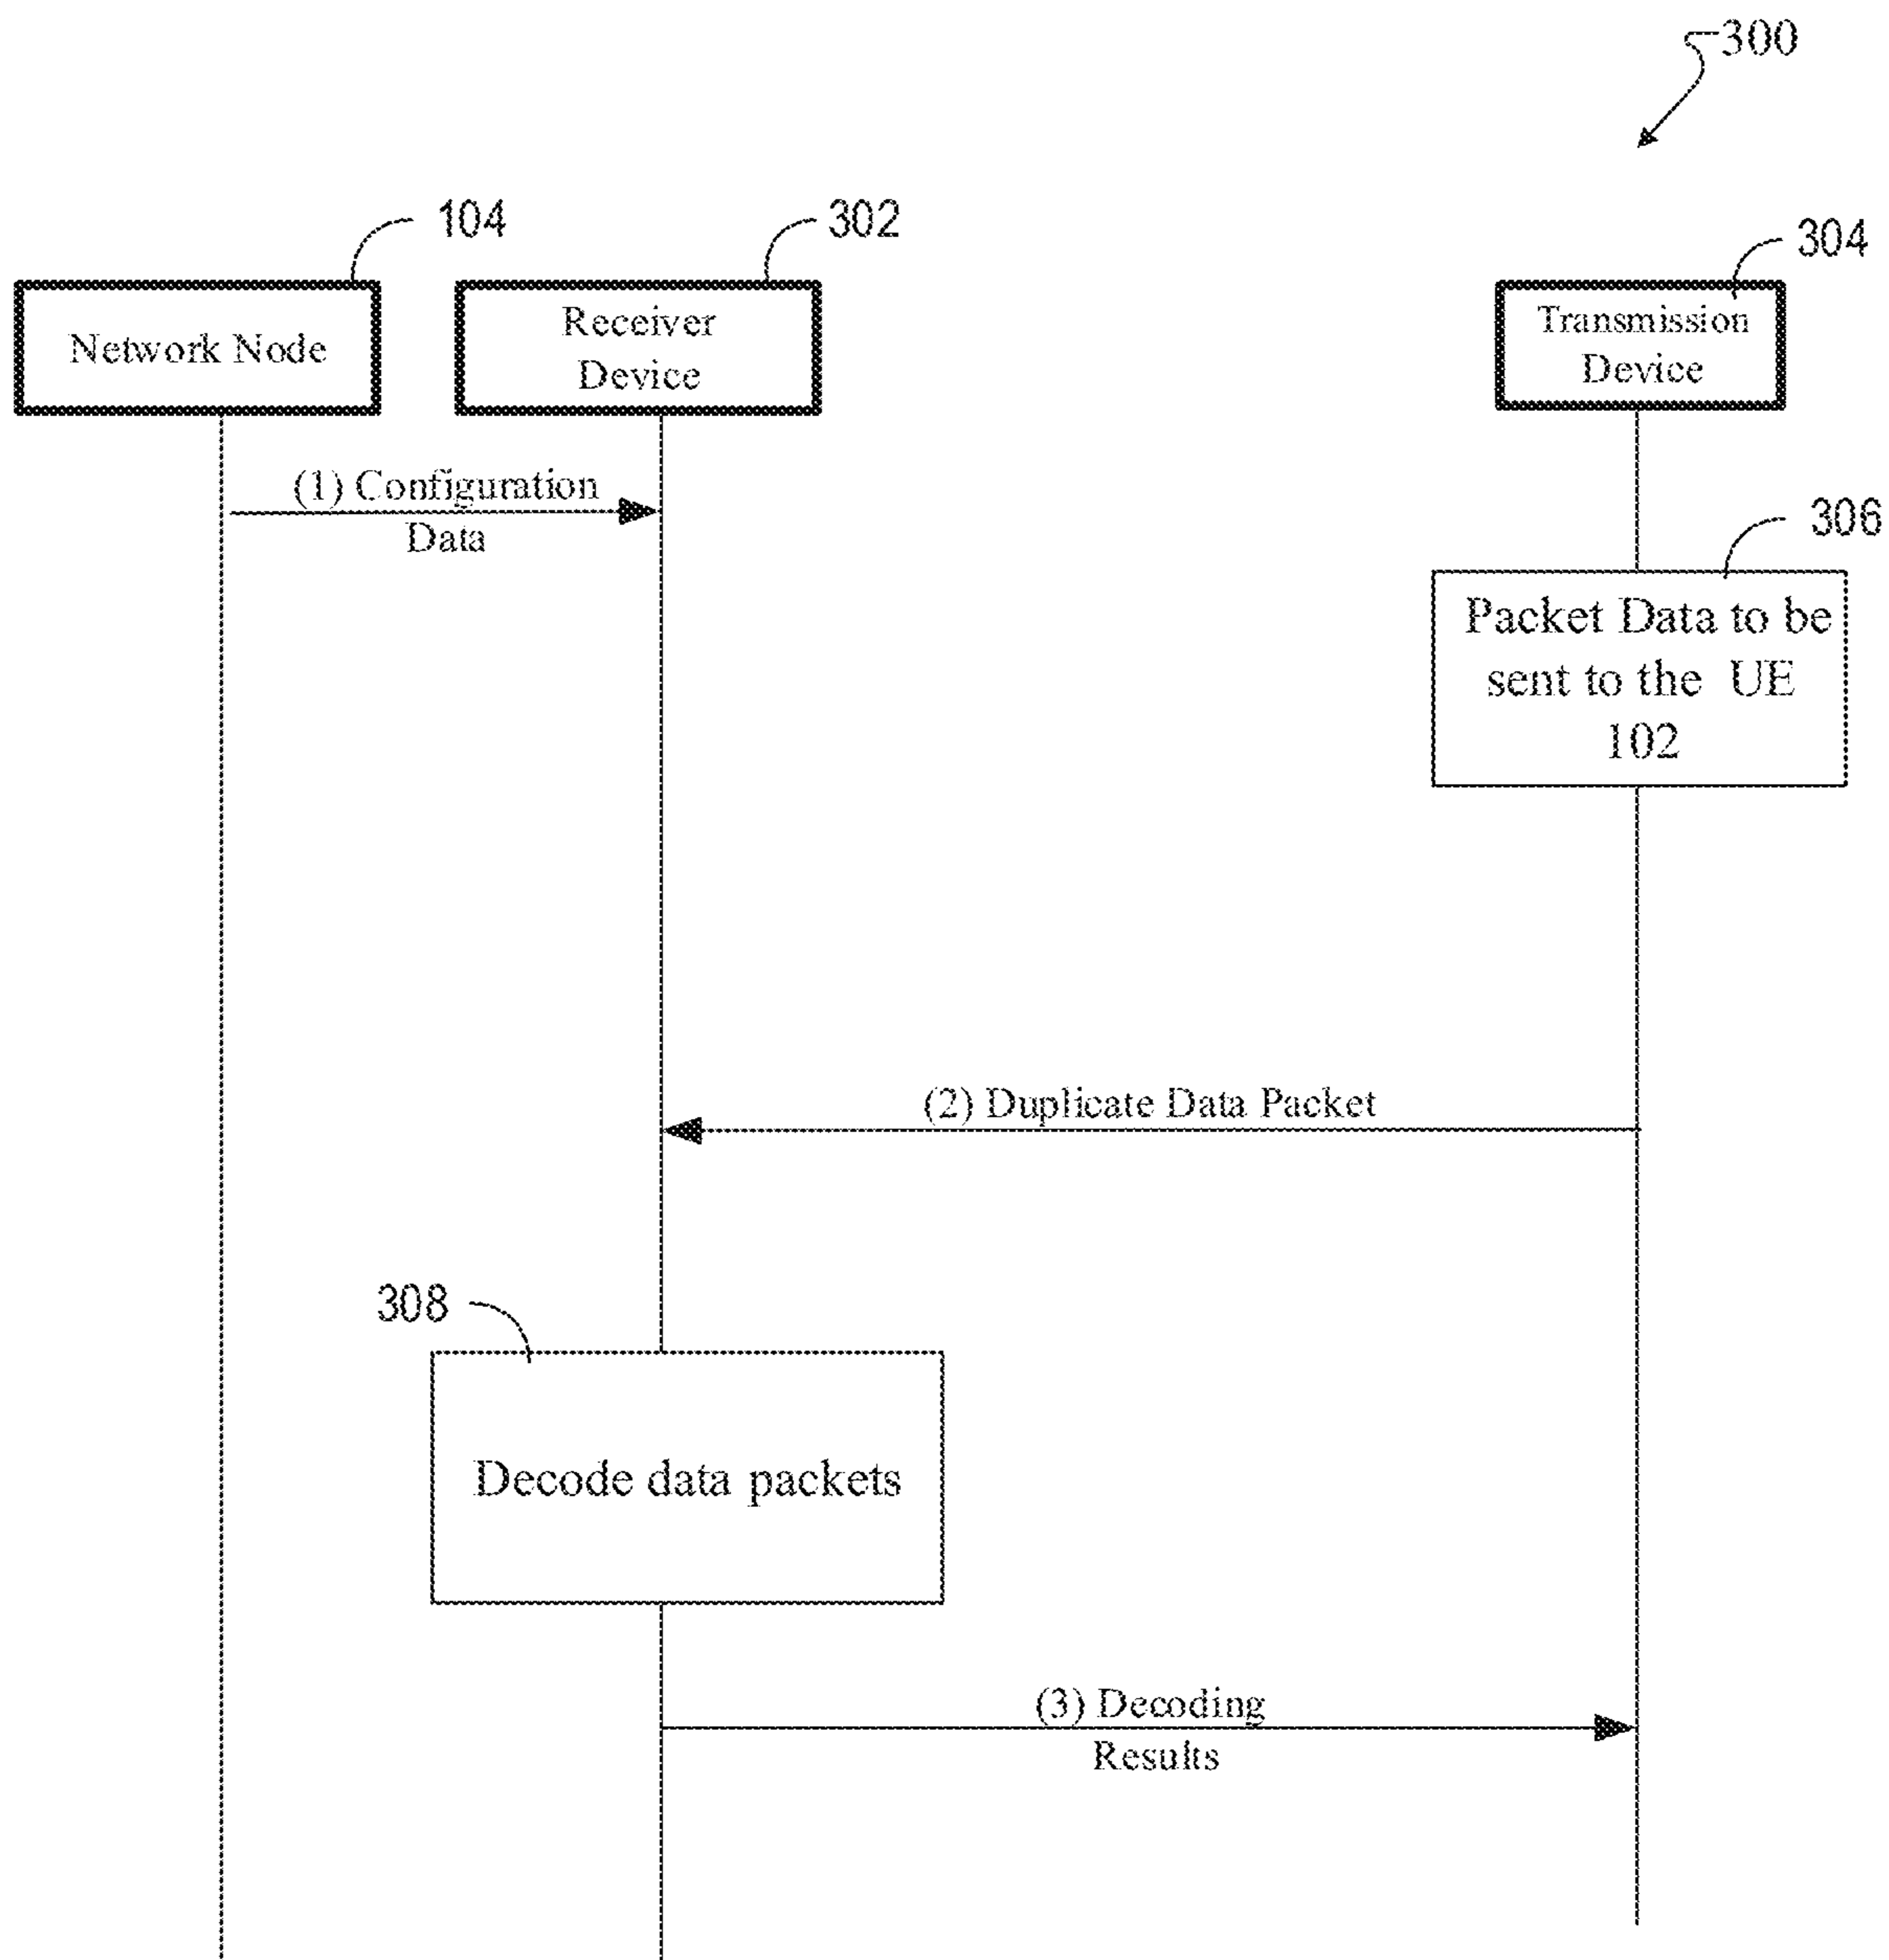 300
104
302
304
Network Node
Receiver
Device
Transmission
Device
(1) Configuration
Data
306
Packet Data to be
sent to the UE
102
(2) Duplicate Data Packet
308
Decode data packets
(3) Decoding
Results